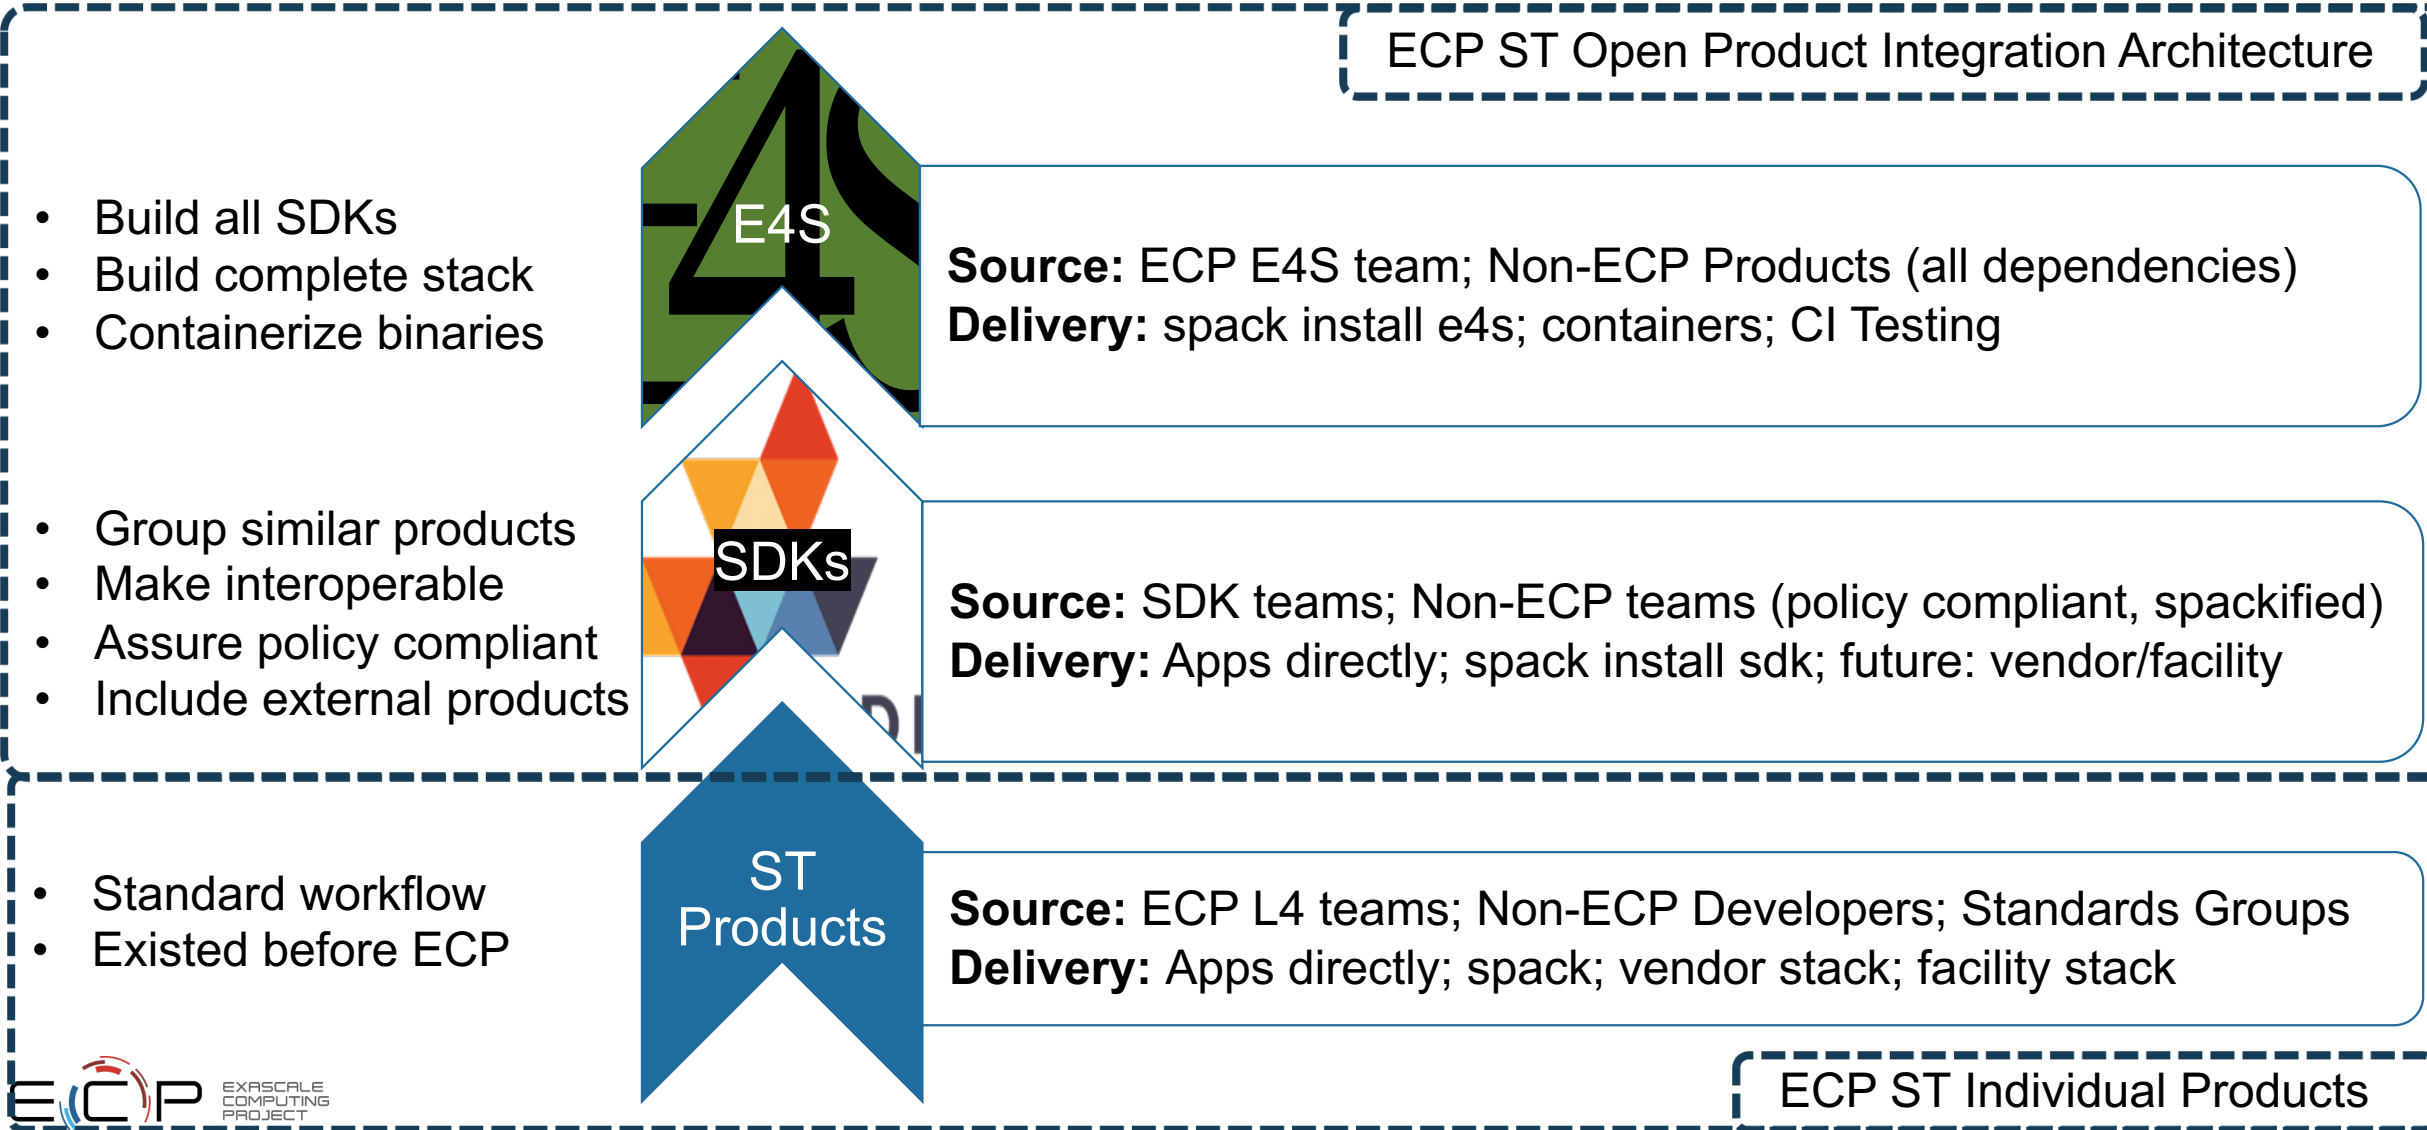 ECP ST Open Product Integration Architecture
• Build all SDKs
• Build complete stack
• Containerize binaries
E4S
Source: ECP E4S team; Non-ECP Products (all dependencies)
Delivery: spack install e4s; containers; CI Testing
• Group similar products
• Make interoperable
• Assure policy compliant
• Include external products
SDKs
Source: SDK teams; Non-ECP teams (policy compliant, spackified)
Delivery: Apps directly; spack install sdk; future: vendor/facility
• Standard workflow
• Existed before ECP
ST
Products
Source: ECP L4 teams; Non-ECP Developers; Standards Groups
Delivery: Apps directly; spack; vendor stack; facility stack
ECP
EXASCALE
COMPUTING
PROJECT
ECP ST Individual Products